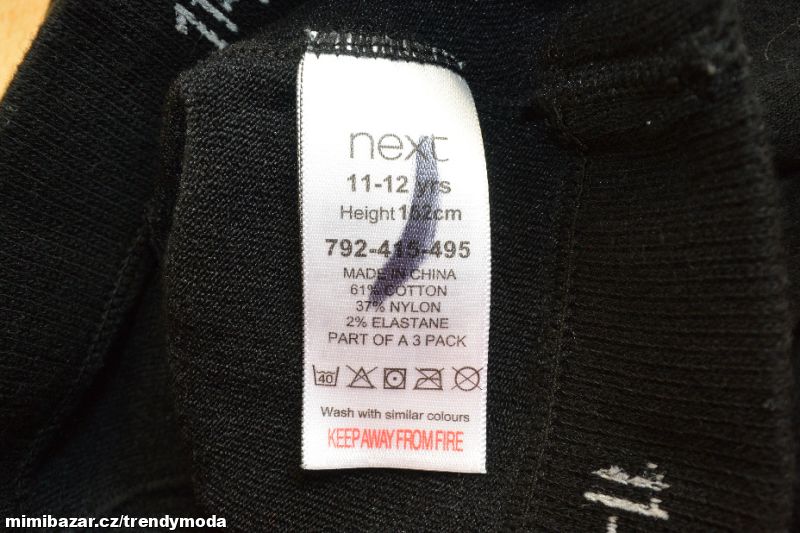 next
11-12 yrs
Height 152cm
792-415-495
MADE IN CHINA
61% COTTON
37% NYLON
2% ELASTANE
PART OF A 3 PACK
40
Wash with similar colours
KEEP AWAY FROM FIRE
mimibazar.cz/trendymoda